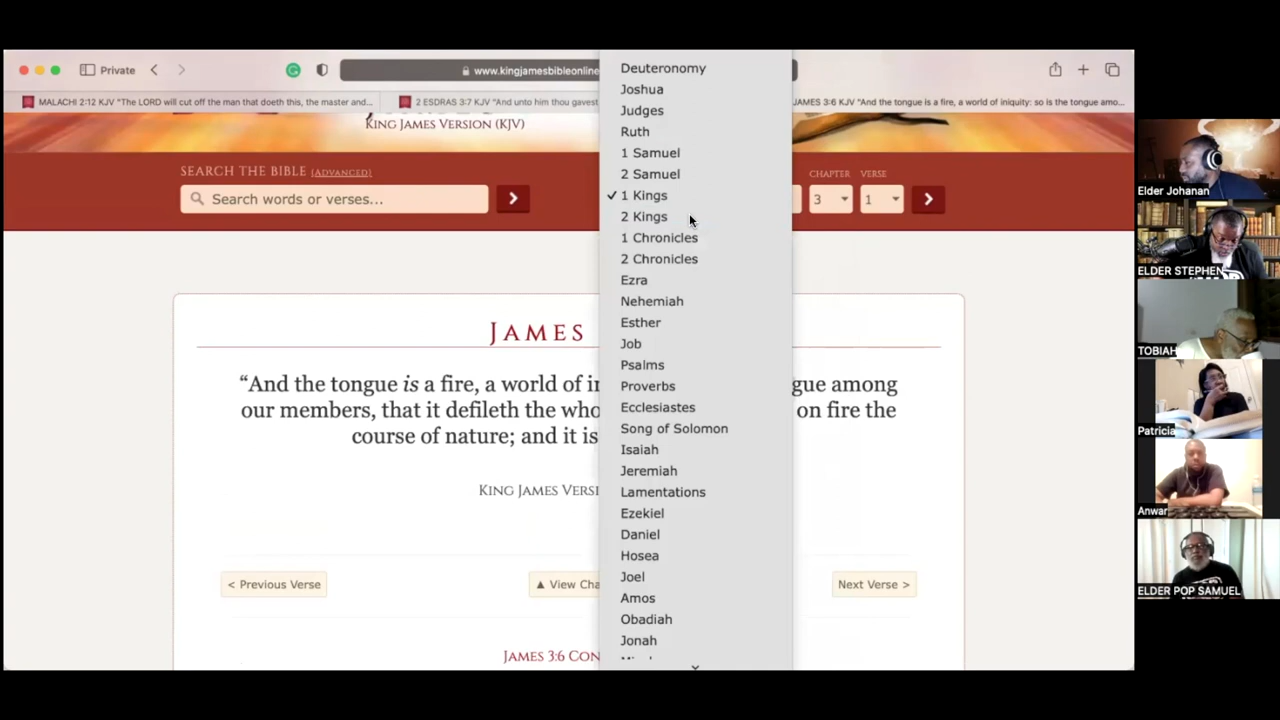 Private
www.kingjamesbibleonline
MALACHI 2:12 KJV "The LORD will cut off the man that doeth this, the master and...
2 ESDRAS 3:7 KJV "And unto him thou gavest
JAMES 3:6 KJV "And the tongue is a fire, a world of iniquity: so is the tongue amo...
KING JAMES VERSION (KJV)
SEARCH THE BIBLE (ADVANCED)
Search words or verses...
CHAPTER VERSE
3 1
Deuteronomy
Joshua
Judges
Ruth
1 Samuel
2 Samuel
✓ 1 Kings
2 Kings
1 Chronicles
2 Chronicles
Ezra
Nehemiah
Esther
Job
Psalms
Proverbs
Ecclesiastes
Song of Solomon
Isaiah
Jeremiah
Lamentations
Ezekiel
Daniel
Hosea
Joel
Amos
Obadiah
Jonah
JAMES
“And the tongue is a fire, a world of in gue among
our members, that it defileth the who on fire the
course of nature; and it is
KING JAMES VERSI
< Previous Verse
▲ View Cha
Next Verse >
JAMES 3:6 CON
Elder Johanan
ELDER STEPHEN
TOBIAH
Patricia
Anwar
ELDER POP SAMUEL